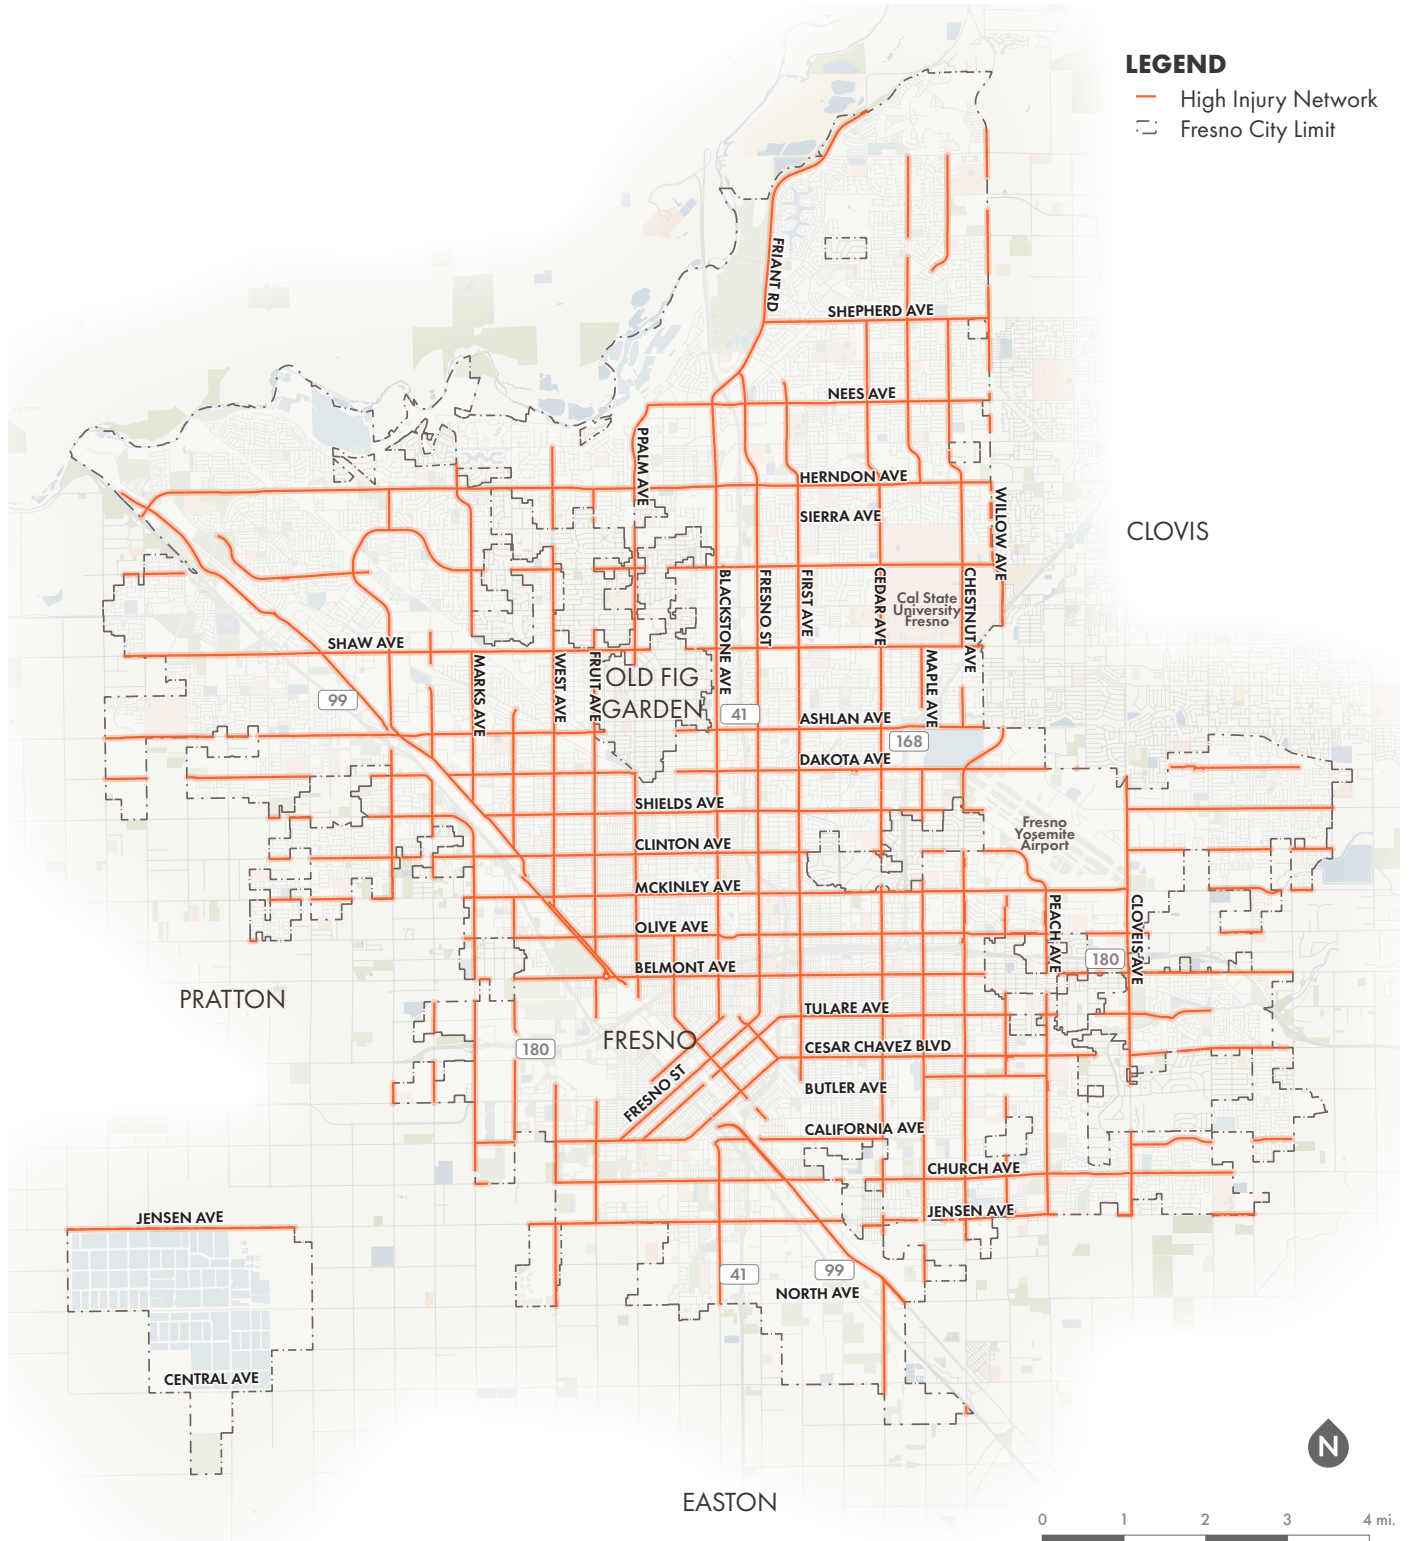 LEGEND
High Injury Network
Fresno City Limit
FRIANT RD
SHEPHERD AVE
NEES AVE
PPALM AVE
HERNDON AVE
SIERRA AVE
WILLOW AVE
CLOVIS
BLACKSTONE AVE
FRESNO ST
FIRST AVE
CEDAR AVE
CHESTNUT AVE
Cal State
University
Fresno
SHAW AVE
MARKS AVE
WEST AVE
FRUIT AVE
OLD FIG
GARDEN
MAPLE AVE
99
41
ASHLAN AVE
168
DAKOTA AVE
SHIELDS AVE
Fresno
Yosemite
Airport
CLINTON AVE
MCKINLEY AVE
PEACH AVE
CLOVEIS AVE
OLIVE AVE
BELMONT AVE
180
PRATTON
TULARE AVE
FRESNO
180
CESAR CHAVEZ BLVD
FRESNO ST
BUTLER AVE
CALIFORNIA AVE
CHURCH AVE
JENSEN AVE
JENSEN AVE
41
99
NORTH AVE
CENTRAL AVE
N
EASTON
0 1 2 3 4 mi.